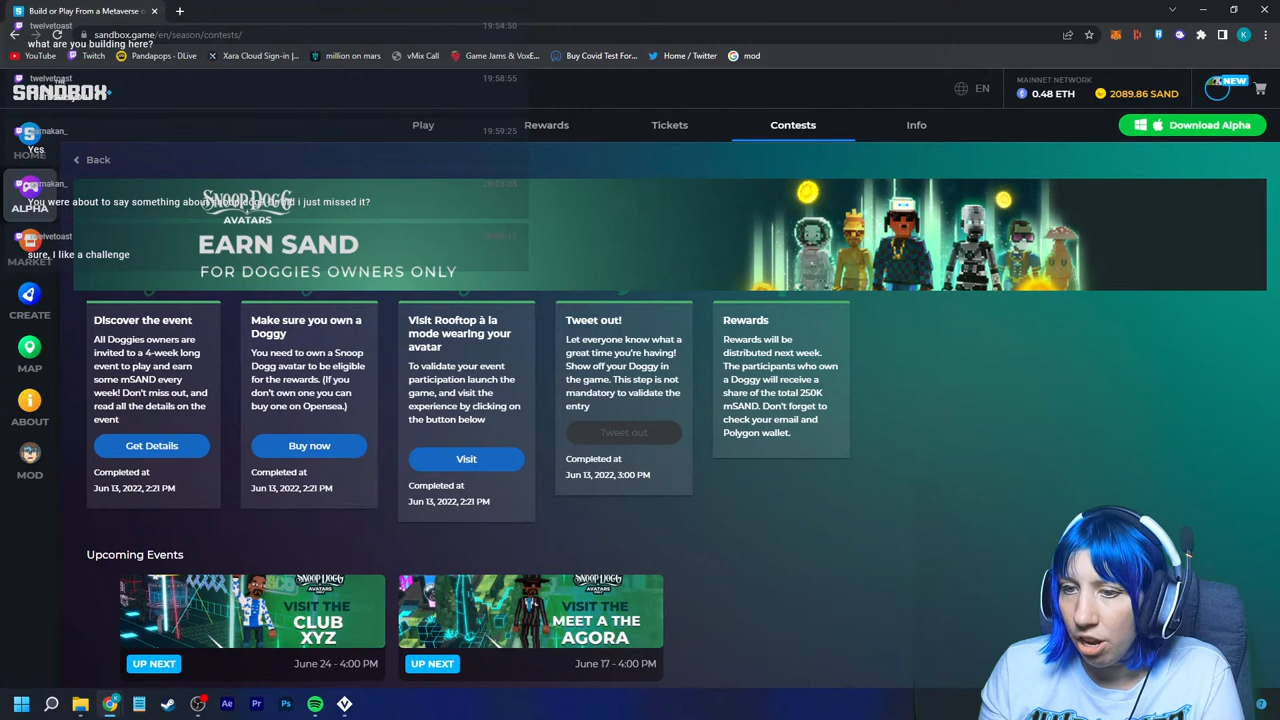 Build or Play From a Metaverse o
twelvetoast
19:54:50
sandbox.game/en/season/contests/
what are you building here?
YouTube
Twitch
Pandapops - DLive
Xara Cloud Sign-i...
million on mars
vMix Call
Game Jams & VoxE...
Buy Covid Test For...
Home / Twitter
mod
twelvetoast
19:58:55
THE
SANDBOX
EN
MAINNET NETWORK
0.48 ETH
2089.86 SAND
NEW
19:59:25
Play
Rewards
Tickets
Contests
Info
Download Alpha
Yes
HOME
Back
ALPHA
You were about to say something about
i just missed it?
SNOOP DOGG
AVATARS
EARN SAND
FOR DOGGIES OWNERS ONLY
twelvetoast
sure, I like a challenge
MARKET
CREATE
MAP
ABOUT
MOD
Discover the event
All Doggies owners are
invited to a 4-week long
event to play and earn
some mSAND every
week! Don't miss out, and
read all the details on the
event
Get Details
Completed at
Jun 13, 2022, 2:21 PM
Make sure you own a
Doggy
You need to own a Snoop
Dogg avatar to be eligible
for the rewards. (If you
don't own one you can
buy one on Opensea.)
Buy now
Completed at
Jun 13, 2022, 2:21 PM
Visit Rooftop à la
mode wearing your
avatar
To validate your event
participation launch the
game, and visit the
experience by clicking on
the button below
Visit
Completed at
Jun 13, 2022, 2:21 PM
Tweet out!
Let everyone know what a
great time you're having!
Show off your Doggy in
the game. This step is not
mandatory to validate the
entry
Tweet out
Completed at
Jun 13, 2022, 3:00 PM
Rewards
Rewards will be
distributed next week.
The participants who own
a Doggy will receive a
share of the total 250K
mSAND. Don't forget to
check your email and
Polygon wallet.
Upcoming Events
SNOOP DOGG
AVATARS
VISIT THE
CLUB
XYZ
UP NEXT
June 24 - 4:00 PM
SNOOP DOGG
AVATARS
VISIT THE
MEET A THE
AGORA
UP NEXT
June 17 - 4:00 PM